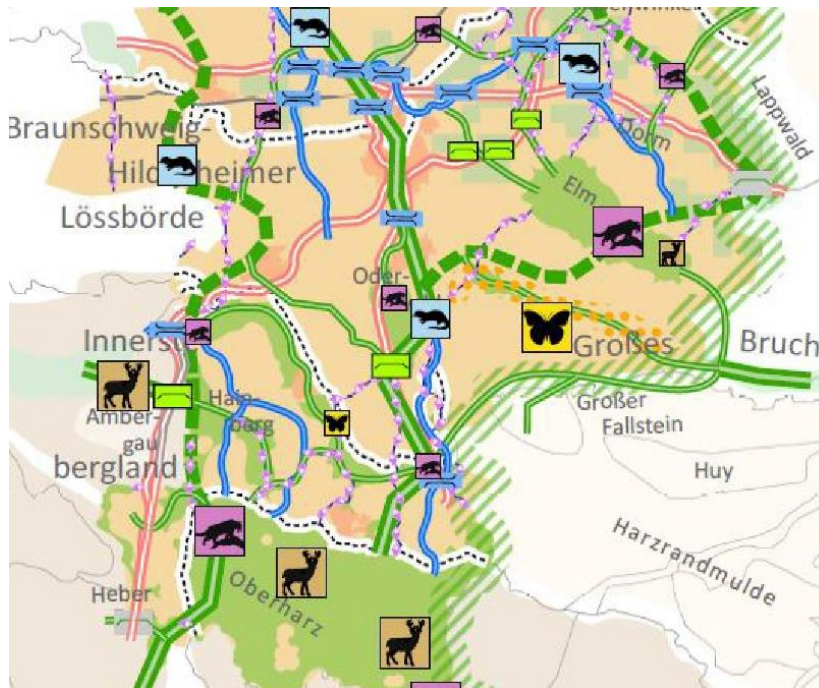 Lappwald
Dorm
Braunschweig-
Hildesheimer
Lössbörde
Elm
Oder-
Innerste-
Großes
Bruch
Hain-
berg
Amber-
gau
bergland
Großer
Fallstein
Huy
Harzrandmulde
Heber
Oberharz